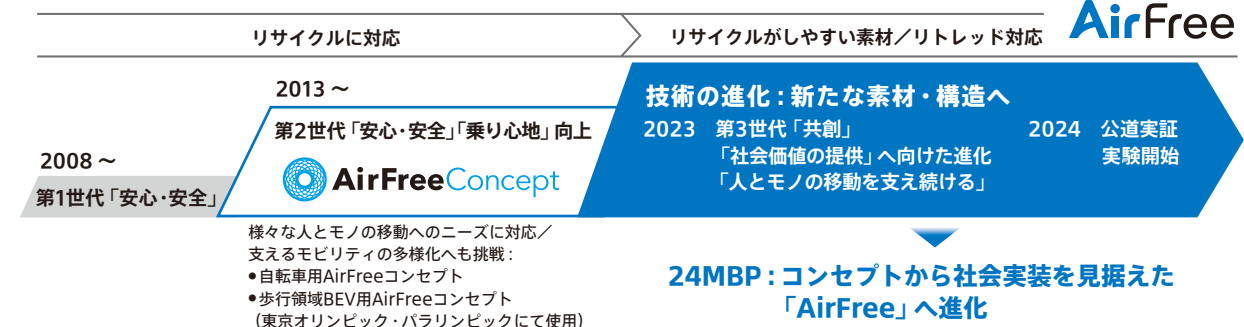 AirFree
リサイクルに対応
リサイクルがしやすい素材／リトレッド対応
2008～
第1世代「安心・安全」
2013～
第2世代「安心・安全」「乗り心地」向上
AirFreeConcept
様々な人とモノの移動へのニーズに対応／
支えるモビリティの多様化へも挑戦：
●自転車用AirFreeコンセプト
●歩行領域BEV用AirFreeコンセプト
（東京オリンピック・パラリンピックにて使用）
技術の進化：新たな素材・構造へ
2023 第3世代「共創」
「社会価値の提供」へ向けた進化
「人とモノの移動を支え続ける」
2024 公道実証
実験開始
24MBP：コンセプトから社会実装を見据えた
「AirFree」へ進化